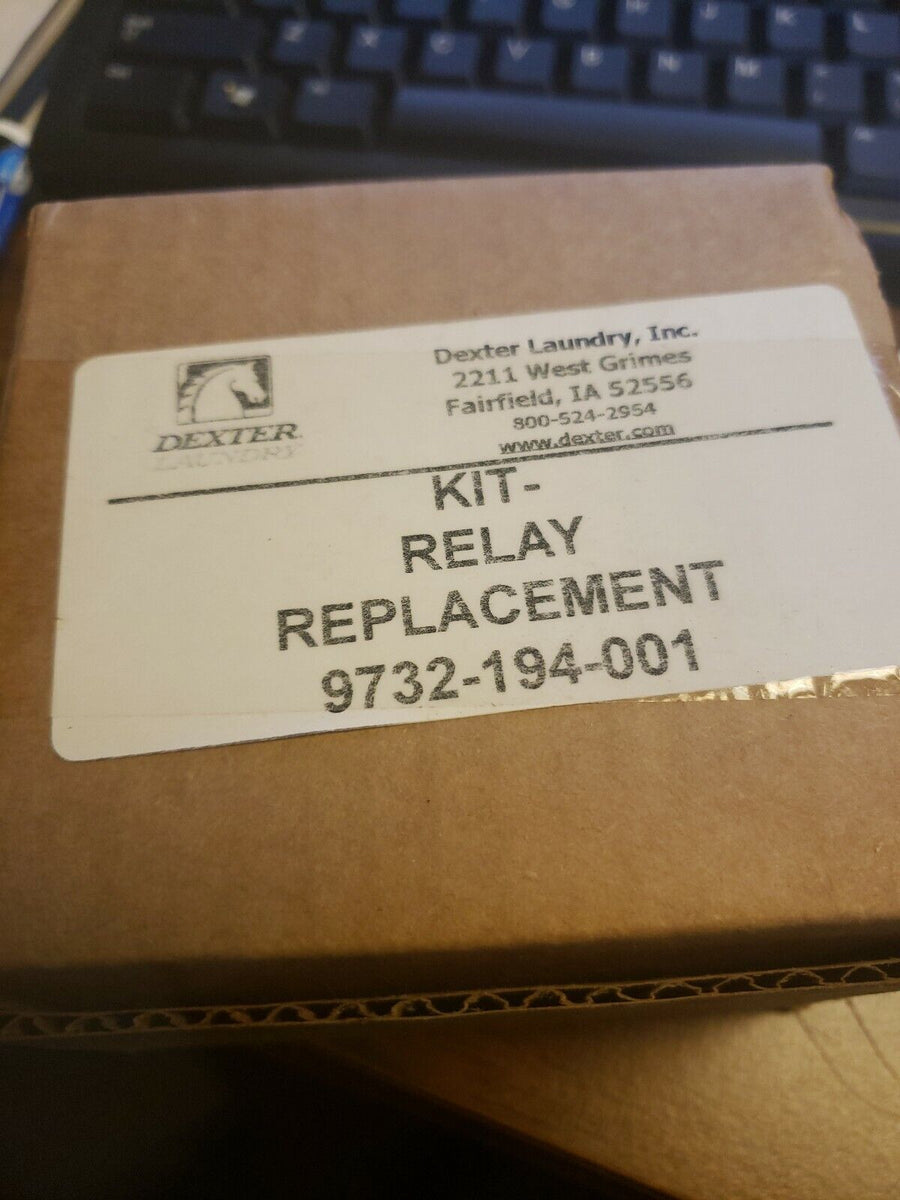 Z X C V B N M
J K L
DEXTER
LAUNDRY
Dexter Laundry, Inc.
2211 West Grimes
Fairfield, IA 52556
800-524-2954
www.dexter.com
KIT-
RELAY
REPLACEMENT
9732-194-001